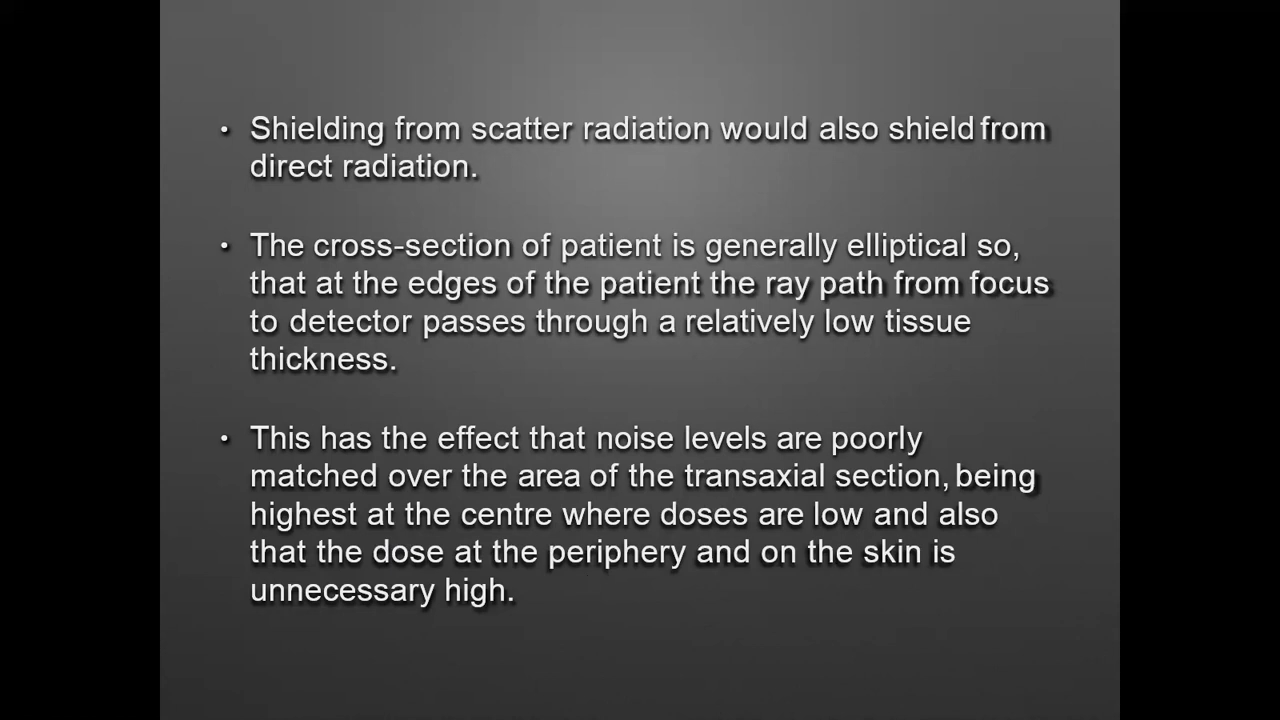 • Shielding from scatter radiation would also shield from
direct radiation.
• The cross-section of patient is generally elliptical so,
that at the edges of the patient the ray path from focus
to detector passes through a relatively low tissue
thickness.
• This has the effect that noise levels are poorly
matched over the area of the transaxial section, being
highest at the centre where doses are low and also
that the dose at the periphery and on the skin is
unnecessary high.